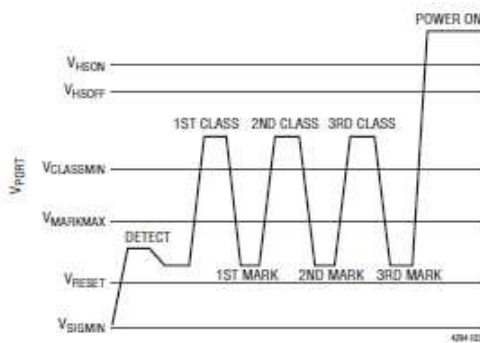 POWER ON
VHSON
VHSOFF
1ST CLASS 2ND CLASS 3RD CLASS
VPORT
VCLASSMIN
VMARKMAX
DETECT
1ST MARK 2ND MARK 3RD MARK
VRESET
VSIGMIN